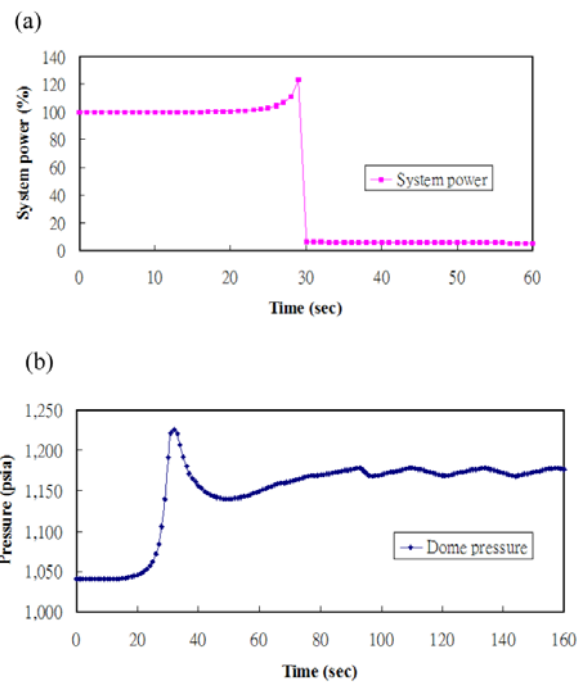 (a)
140
120
100
80
60
40
20
0
System power (%)
System power
0 10 20 30 40 50 60
Time (sec)
(b)
1,250
1,200
1,150
1,100
1,050
1,000
Pressure (psia)
Dome pressure
0 20 40 60 80 100 120 140 160
Time (sec)